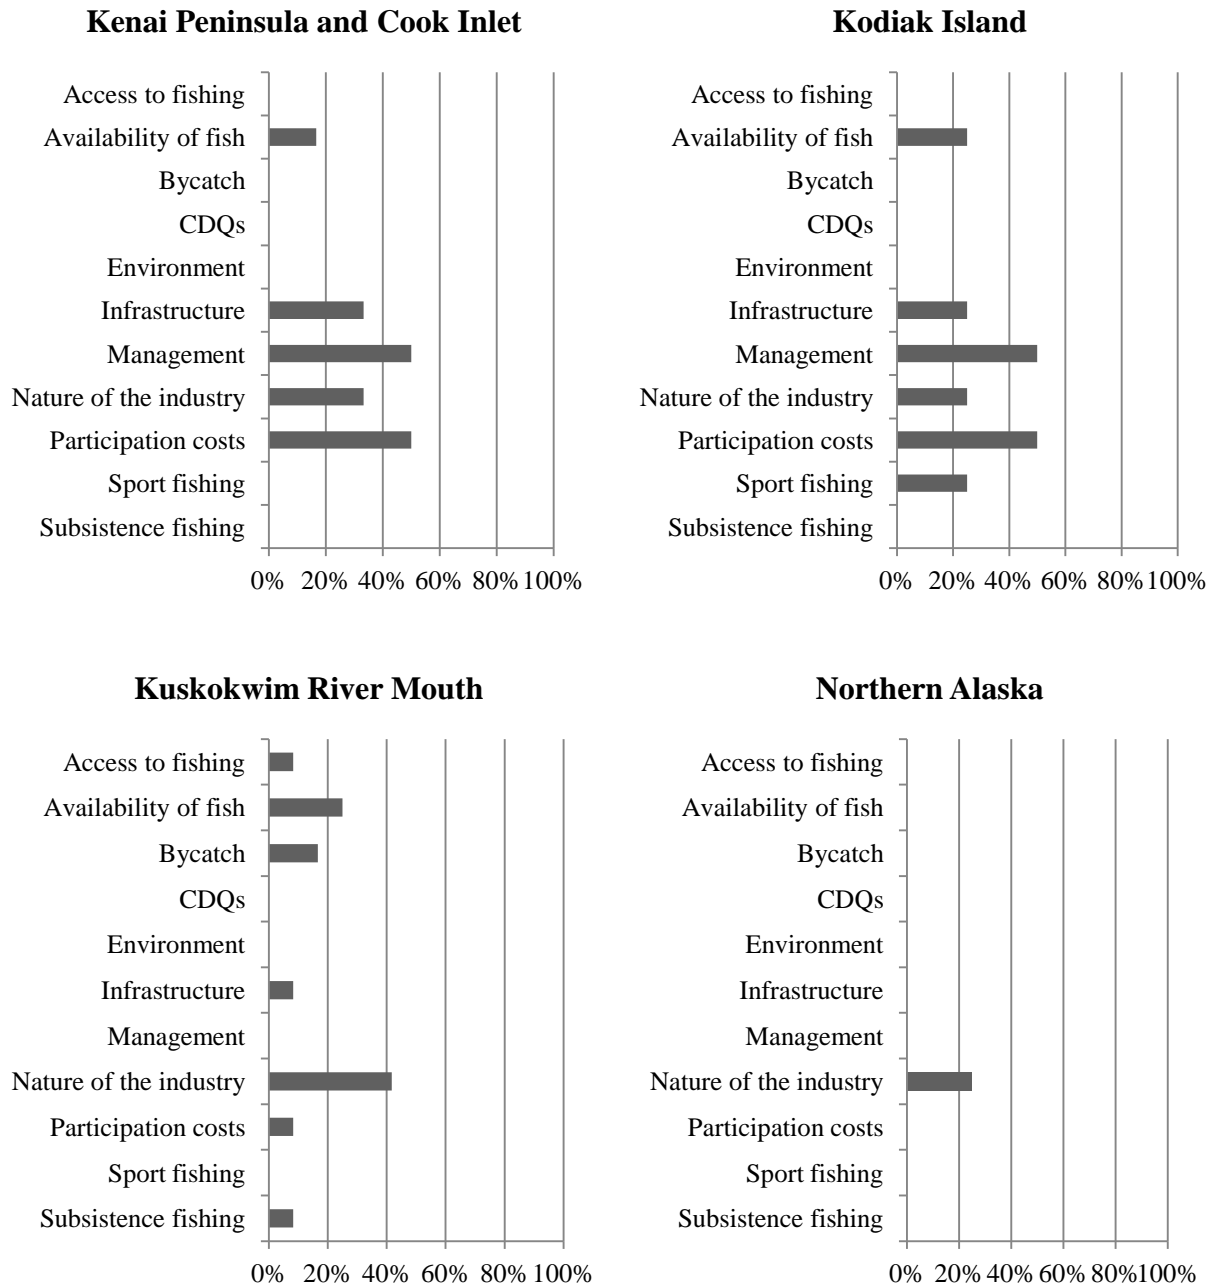 Kenai Peninsula and Cook Inlet
Access to fishing
Availability of fish
Bycatch
CDQs
Environment
Infrastructure
Management
Nature of the industry
Participation costs
Sport fishing
Subsistence fishing
0% 20% 40% 60% 80% 100%
Kodiak Island
Access to fishing
Availability of fish
Bycatch
CDQs
Environment
Infrastructure
Management
Nature of the industry
Participation costs
Sport fishing
Subsistence fishing
0% 20% 40% 60% 80% 100%
Kuskokwim River Mouth
Access to fishing
Availability of fish
Bycatch
CDQs
Environment
Infrastructure
Management
Nature of the industry
Participation costs
Sport fishing
Subsistence fishing
0% 20% 40% 60% 80% 100%
Northern Alaska
Access to fishing
Availability of fish
Bycatch
CDQs
Environment
Infrastructure
Management
Nature of the industry
Participation costs
Sport fishing
Subsistence fishing
0% 20% 40% 60% 80% 100%